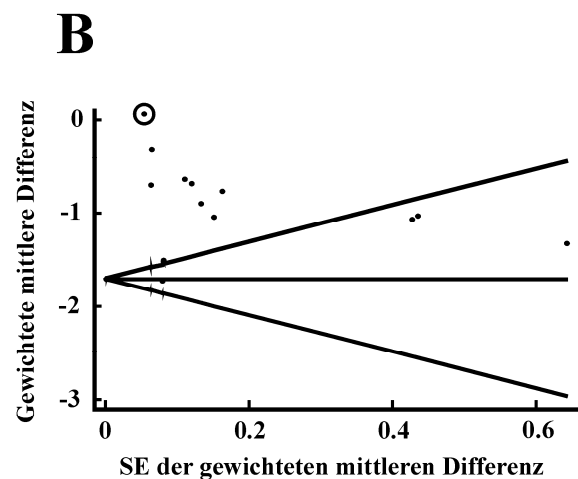 B
Gewichtete mittlere Differenz
0
-1
-2
-3
0 0.2 0.4 0.6
SE der gewichteten mittleren Differenz